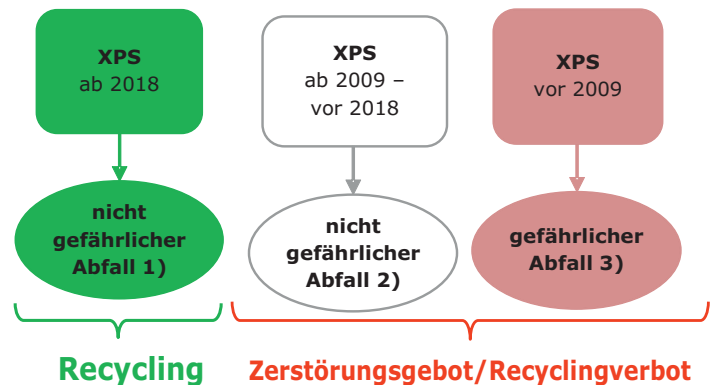 XPS
ab 2018
XPS
ab 2009 –
vor 2018
XPS
vor 2009
nicht
gefährlicher
Abfall 1)
nicht
gefährlicher
Abfall 2)
gefährlicher
Abfall 3)
Recycling
Zerstörungsgebot/Recyclingverbot